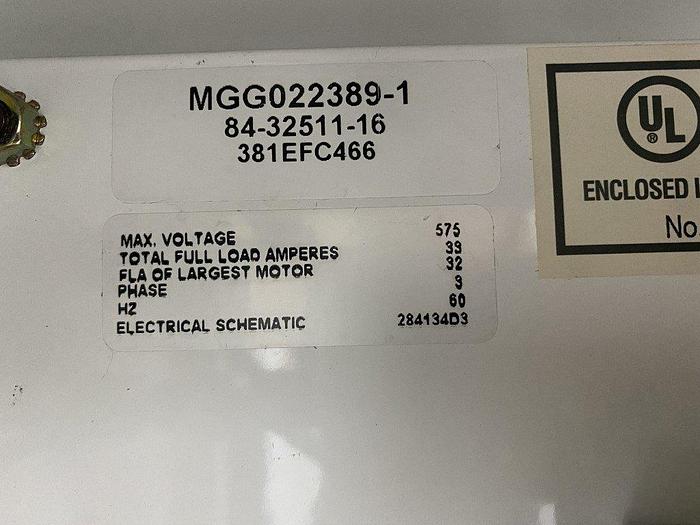 MGG022389-1
84-32511-16
381EFC466
MAX. VOLTAGE 575
TOTAL FULL LOAD AMPERES 39
FLA OF LARGEST MOTOR 32
PHASE 3
HZ 60
ELECTRICAL SCHEMATIC 284134D3
UL
®
ENCLOSED
No.